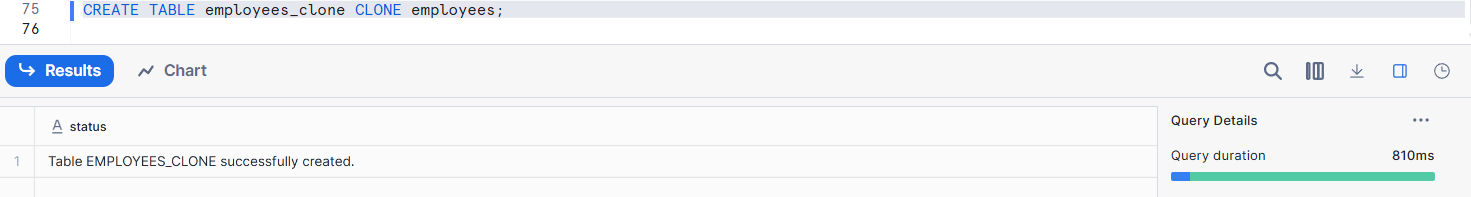 75 CREATE TABLE employees_clone CLONE employees;
76
Results Chart
A status
Query Details ...
1 Table EMPLOYEES_CLONE successfully created.
Query duration 810ms